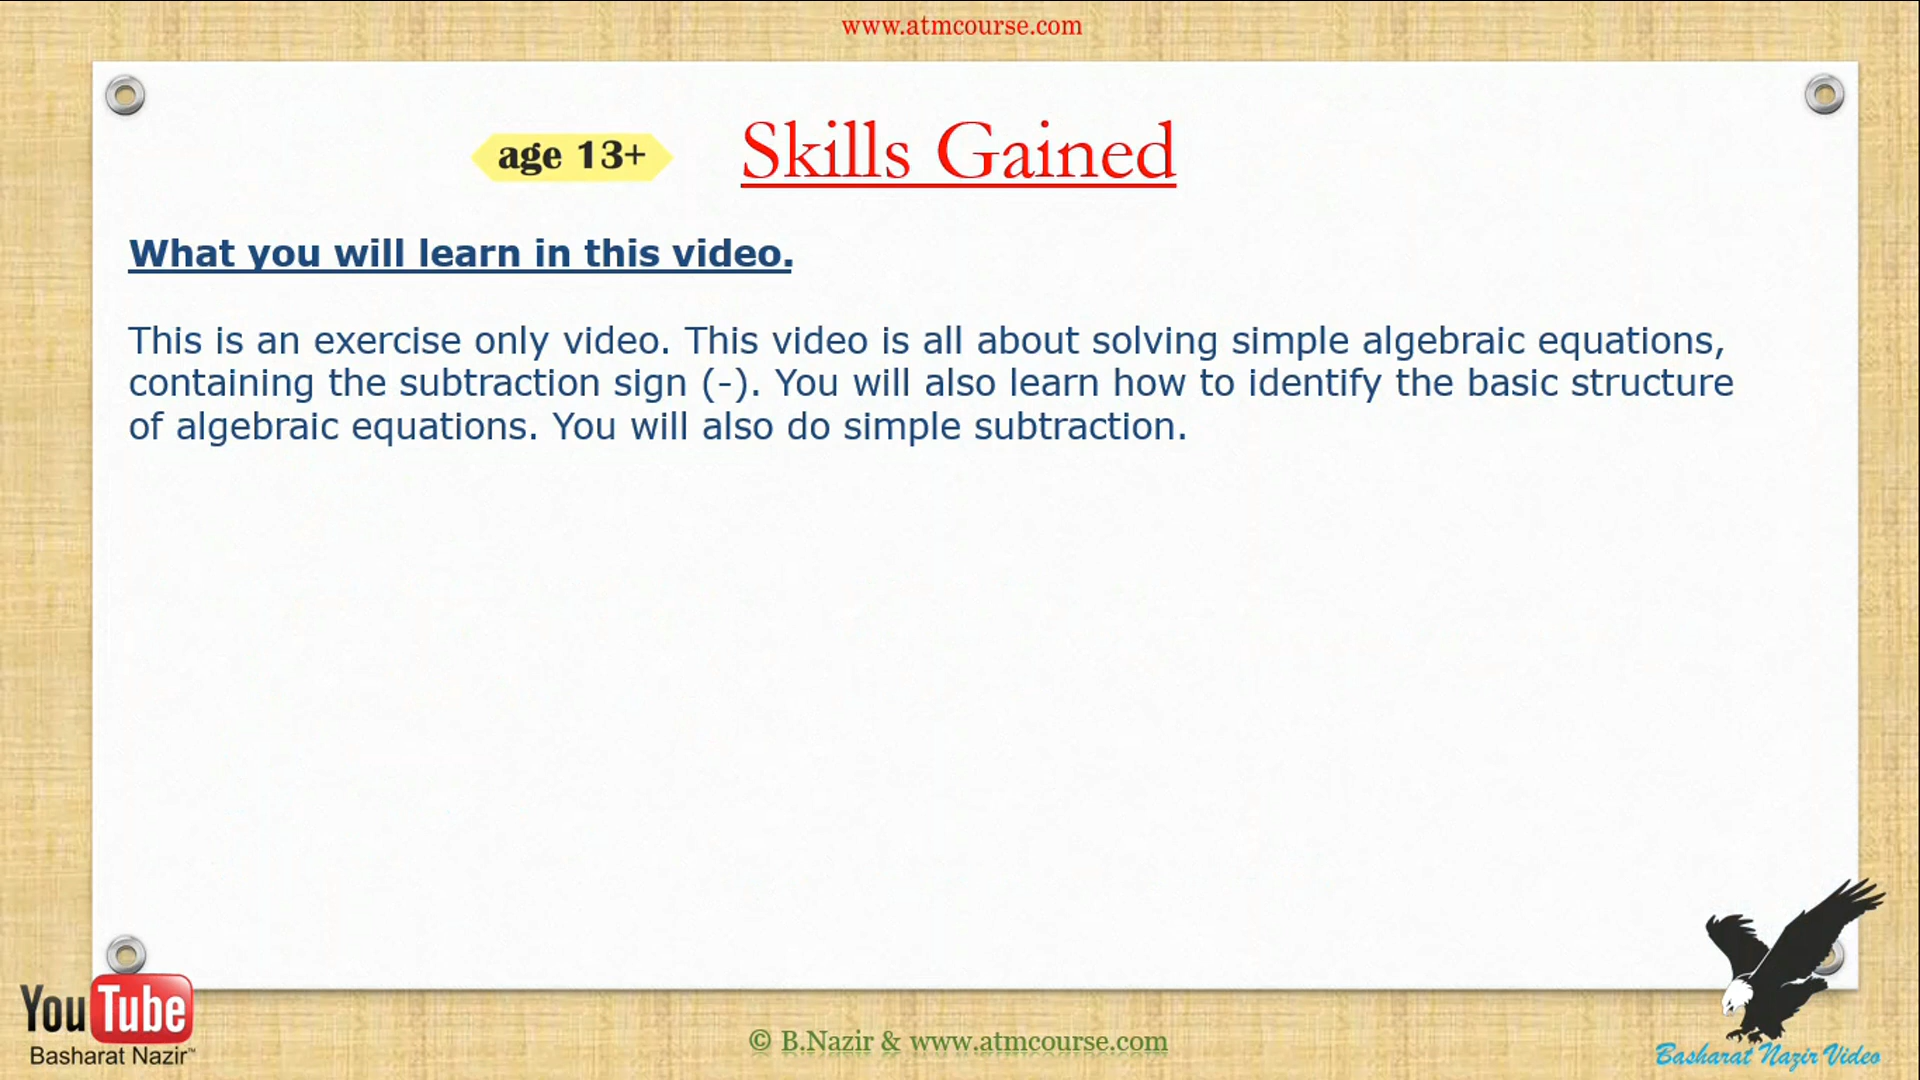 www.atmcourse.com
age 13+
Skills Gained
What you will learn in this video.
This is an exercise only video. This video is all about solving simple algebraic equations,
containing the subtraction sign (-). You will also learn how to identify the basic structure
of algebraic equations. You will also do simple subtraction.
YouTube
Basharat Nazir™
© B.Nazir & www.atmcourse.com
Basharat Nazir Video